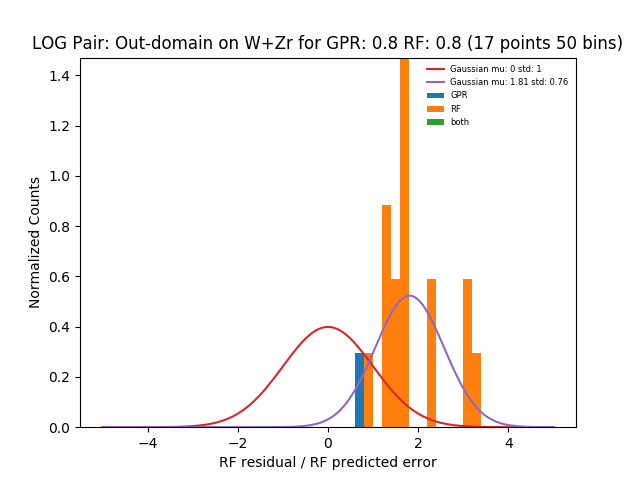 LOG Pair: Out-domain on W+Zr for GPR: 0.8 RF: 0.8 (17 points 50 bins)
Gaussian mu: 0 std: 1
Gaussian mu: 1.81 std: 0.76
GPR
RF
both
Normalized Counts
1.4
1.2
1.0
0.8
0.6
0.4
0.2
0.0
−4
−2
0
2
4
RF residual / RF predicted error